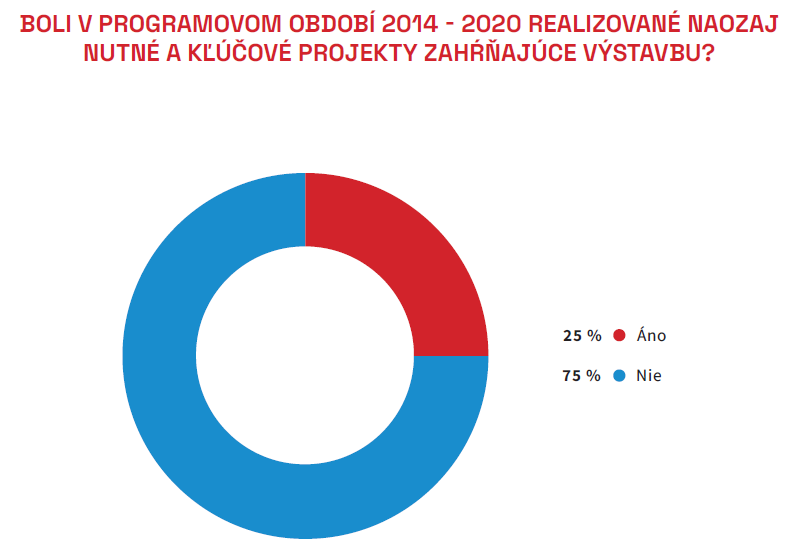 BOLI V PROGRAMOVOM OBDOBÍ 2014 - 2020 REALIZOVANÉ NAOZAJ
NUTNÉ A KĽÚČOVÉ PROJEKTY ZAHŔŇAJÚCE VÝSTAVBU?
25 % Áno
75 % Nie